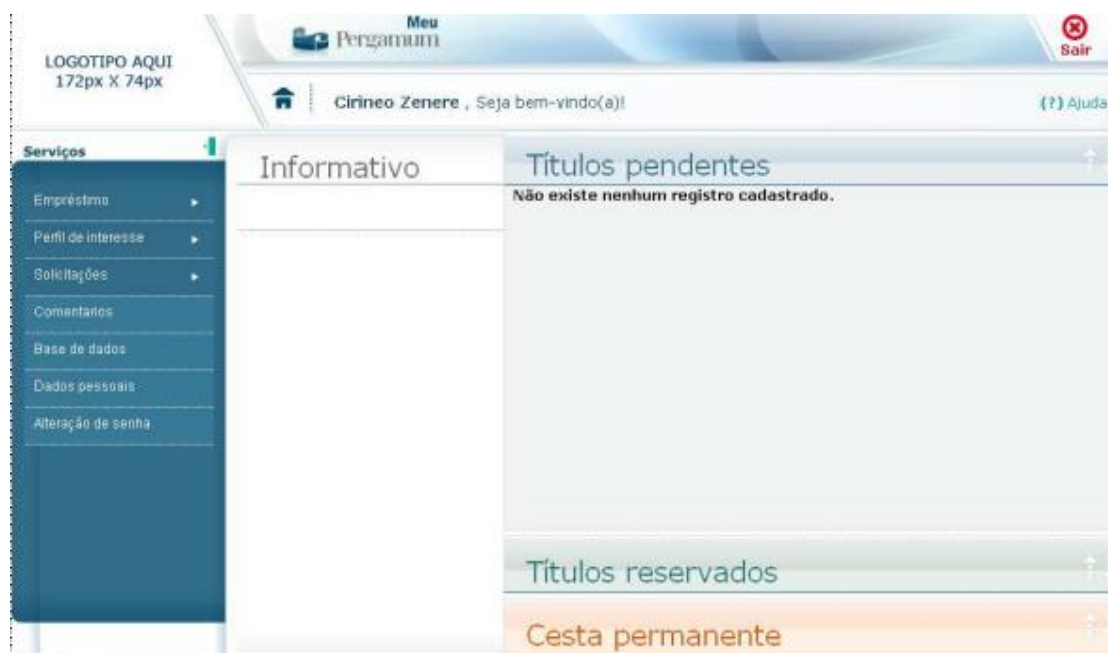 LOGOTIPO AQUI
172px X 74px
Meu
Pergamum
Sair
Cirineo Zenere , Seja bem-vindo(a)!
(?) Ajuda
Serviços
Empréstimo
Perfil de interesse
Solicitações
Comentarios
Base de dados
Dados pessoais
Alteração de senha
Informativo
Títulos pendentes
Não existe nenhum registro cadastrado.
Títulos reservados
Cesta permanente